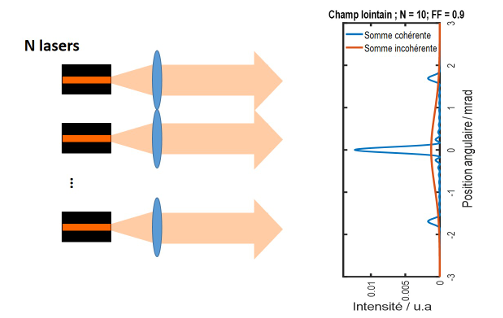 Champ lointain ; N = 10; FF = 0.9
N lasers
...
Somme cohérente
Somme incohérente
3
2
1
0
-1
-2
-3
Position angulaire / mrad
0.01
0.005
0
Intensité / u.a